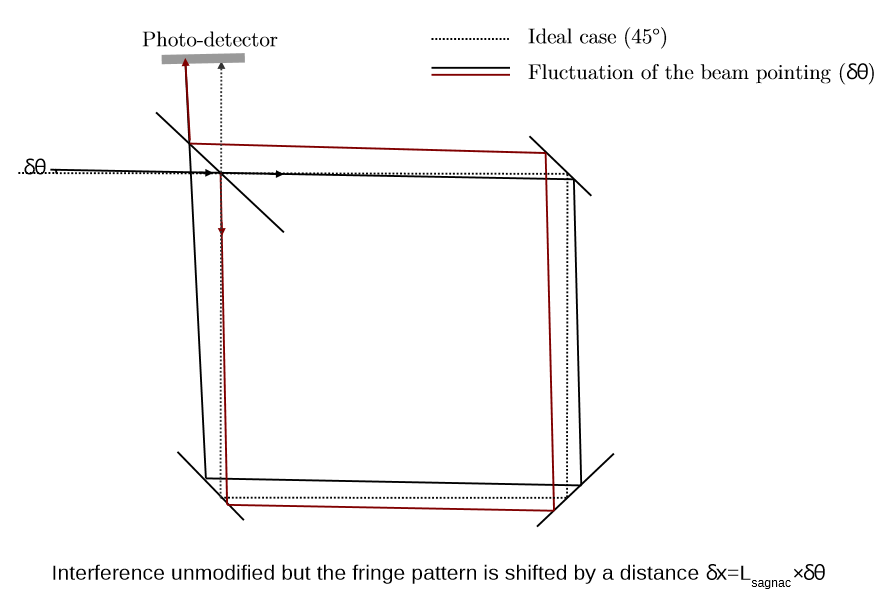 Photo-detector
Ideal case (45°)
Fluctuation of the beam pointing (δθ)
δθ
Interference unmodified but the fringe pattern is shifted by a distance δx=Lsagnac×δθ